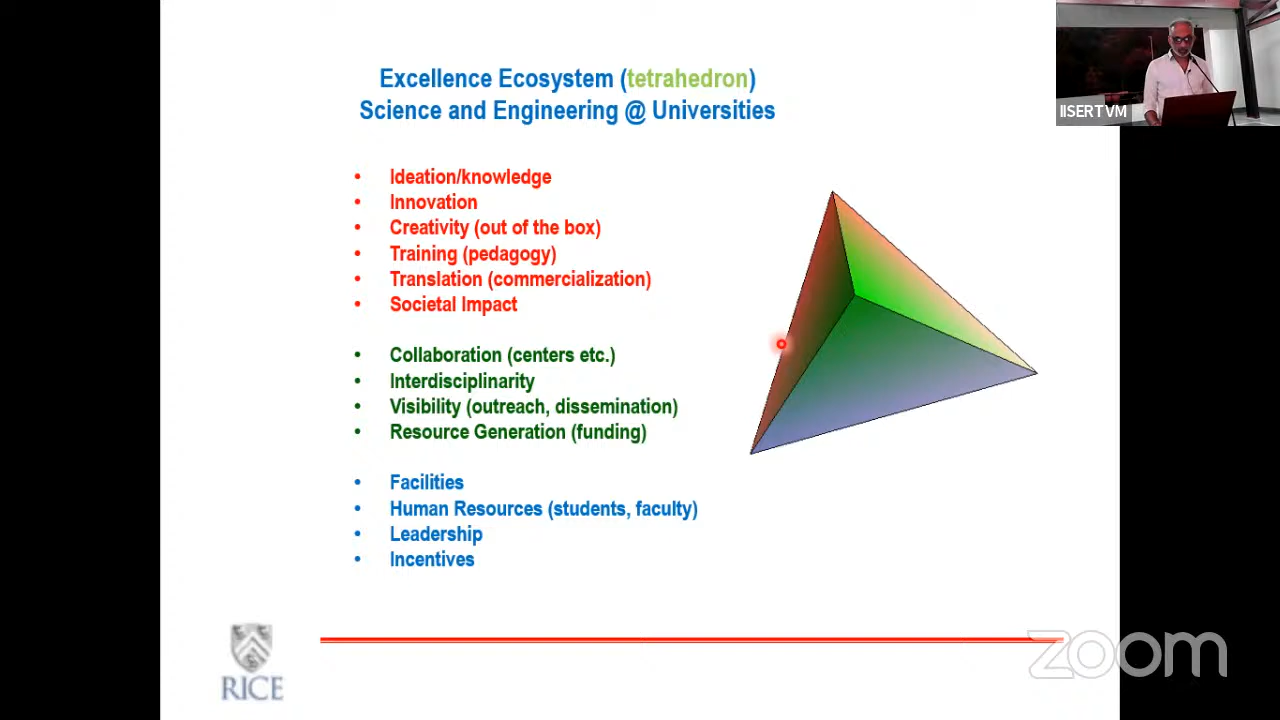 Excellence Ecosystem (tetrahedron)
Science and Engineering @ Universities
IISERTVM
• Ideation/knowledge
• Innovation
• Creativity (out of the box)
• Training (pedagogy)
• Translation (commercialization)
• Societal Impact
• Collaboration (centers etc.)
• Interdisciplinarity
• Visibility (outreach, dissemination)
• Resource Generation (funding)
• Facilities
• Human Resources (students, faculty)
• Leadership
• Incentives
RICE
zoom